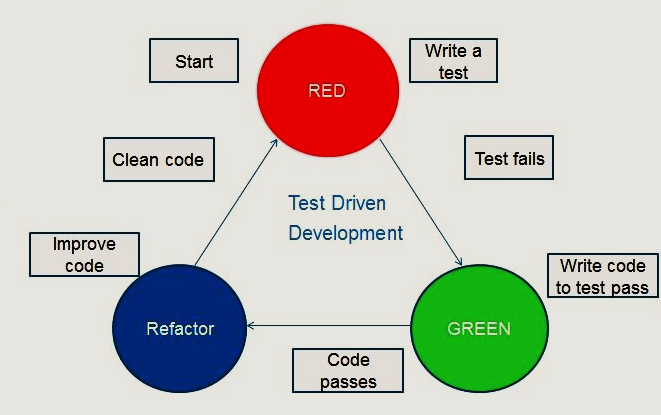 Start
RED
Write a
test
Clean code
Test fails
Test Driven
Development
Improve
code
Write code
to test pass
Refactor
GREEN
Code
passes